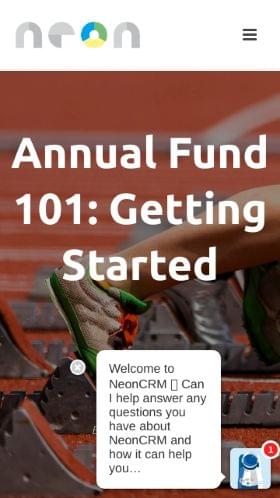 neon
Annual Fund
101: Getting
Started
Welcome to
NeonCRM [] Can
I help answer any
questions you
have about
NeonCRM and
how it can help
you...
1